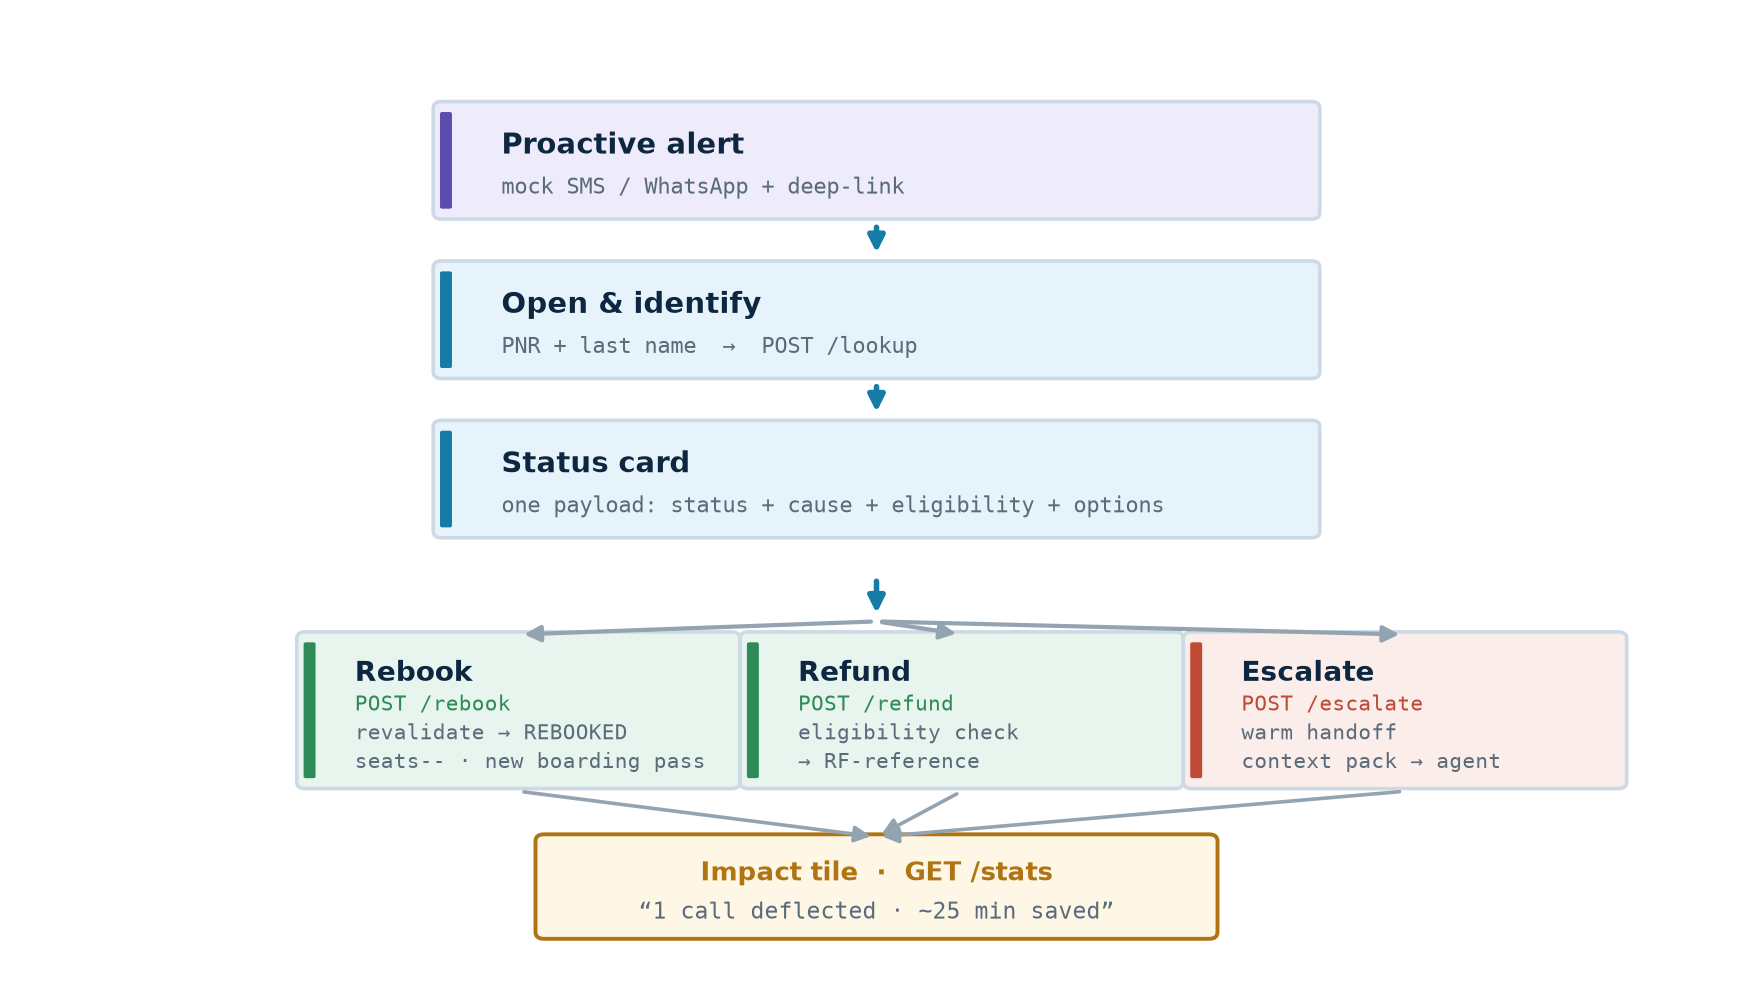 Proactive alert
mock SMS / WhatsApp + deep-link
Open & identify
PNR + last name → POST /lookup
Status card
one payload: status + cause + eligibility + options
Rebook
POST /rebook
revalidate → REBOOKED
seats-- · new boarding pass
Refund
POST /refund
eligibility check
→ RF-reference
Escalate
POST /escalate
warm handoff
context pack → agent
Impact tile · GET /stats
“1 call deflected · ~25 min saved”